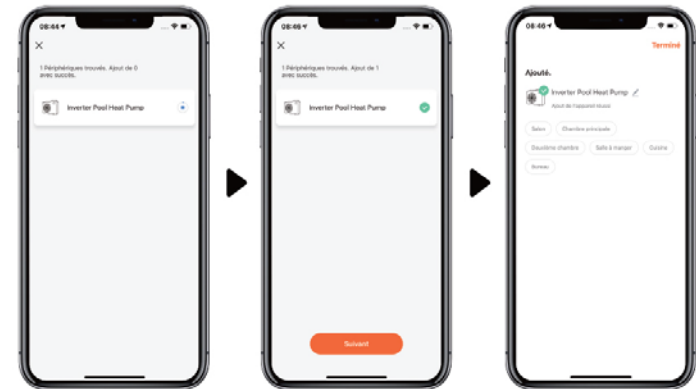 08:46
1 Périphériques trouvés. Ajout de 0
avec succès.
Inverter Pool Heat Pump
08:46
1 Périphériques trouvés. Ajout de 1
avec succès.
Inverter Pool Heat Pump
Suivant
08:46
Terminé
Ajouté.
Inverter Pool Heat Pump
Ajout de l'appareil réussi
Salon
Chambre principale
Deuxième chambre
Salle à manger
Cuisine
Bureau